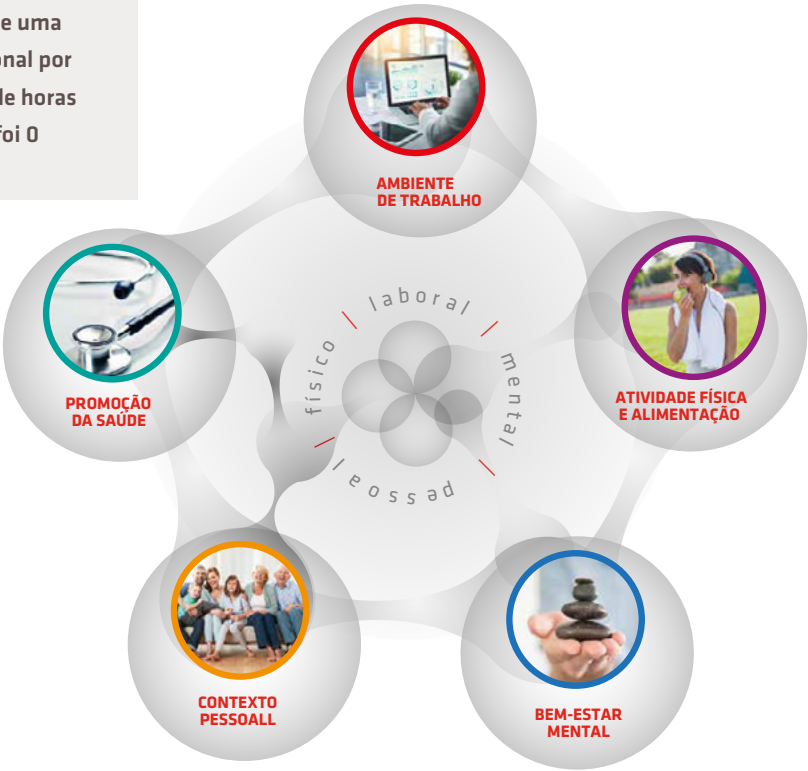 e uma
onal por
de horas
foi 0
AMBIENTE
DE TRABALHO
PROMOÇÃO
DA SAÚDE
ATIVIDADE FÍSICA
E ALIMENTAÇÃO
físico
laboral
mental
pessoal
CONTEXTO
PESSOALL
BEM-ESTAR
MENTAL